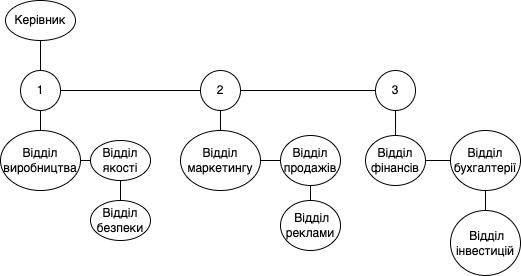 Керівник
1
2
3
Відділ
виробництва
Відділ
якості
Відділ
безпеки
Відділ
маркетингу
Відділ
продажів
Відділ
реклами
Відділ
фінансів
Відділ
бухгалтерії
Відділ
інвестицій